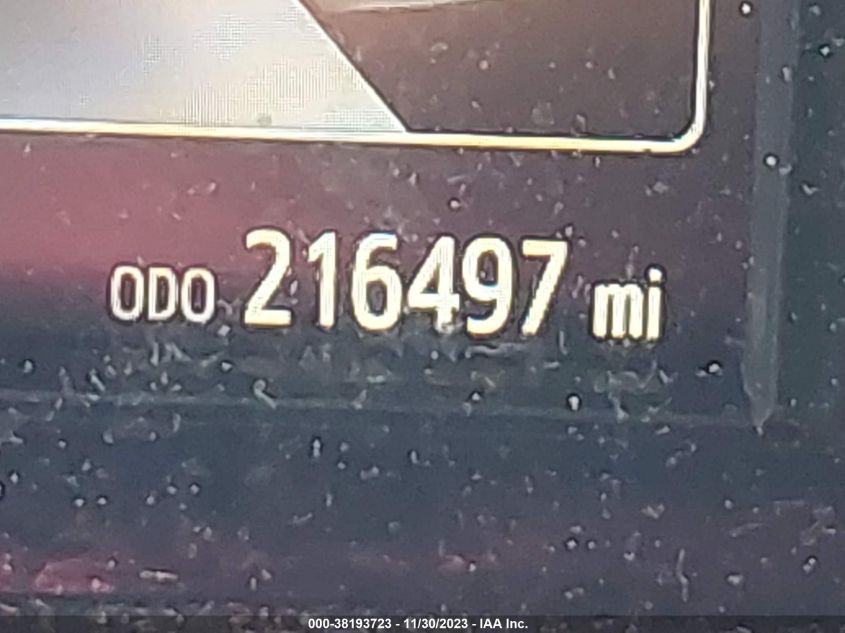 ODO 216497 mi
000-38193723 - 11/30/2023 - IAA Inc.